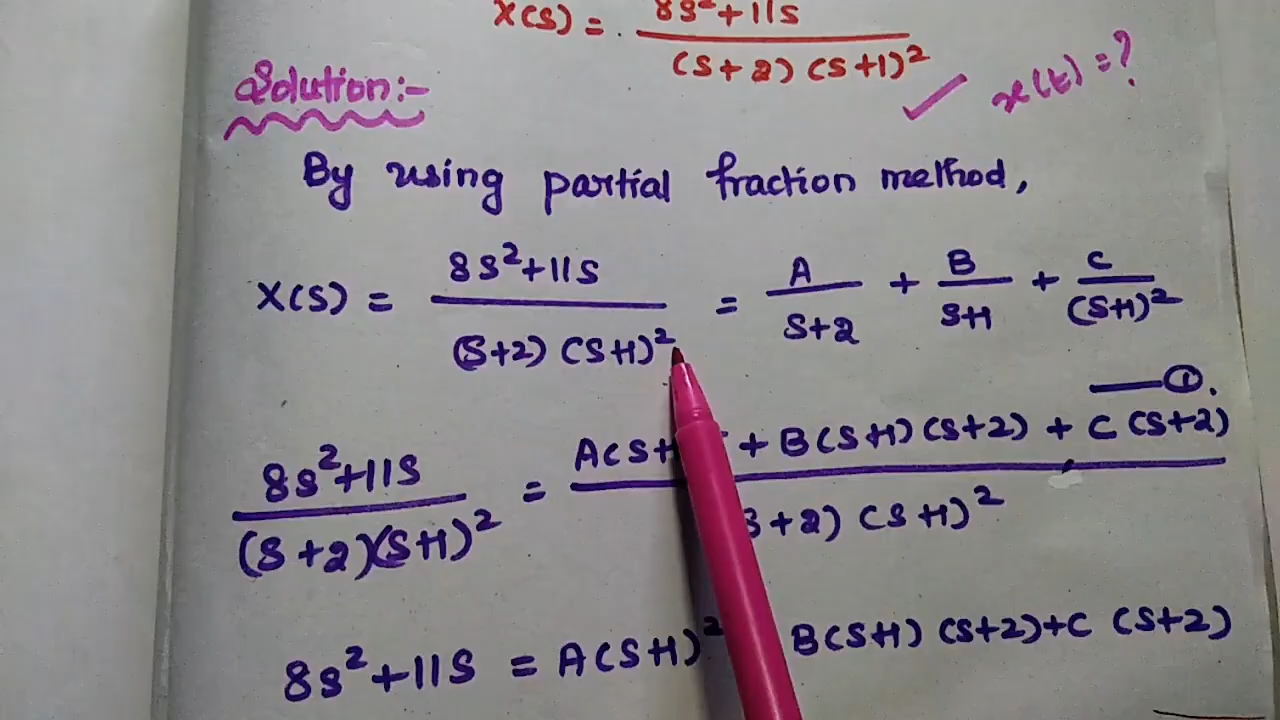 X(s) = 8s²+11s / (s+2)(s+1)²
x(t)=?
Solution:-
By using partial fraction method,
X(s) = 8s²+11s / (s+2)(s+1)² = A / s+2 + B / s+1 + C / (s+1)²
— ①.
8s²+11s / (s+2)(s+1)² = A(s+ + B(s+1)(s+2) + C(s+2) / s+2)(s+1)²
8s²+11s = A(s+1)² B(s+1)(s+2)+C(s+2)